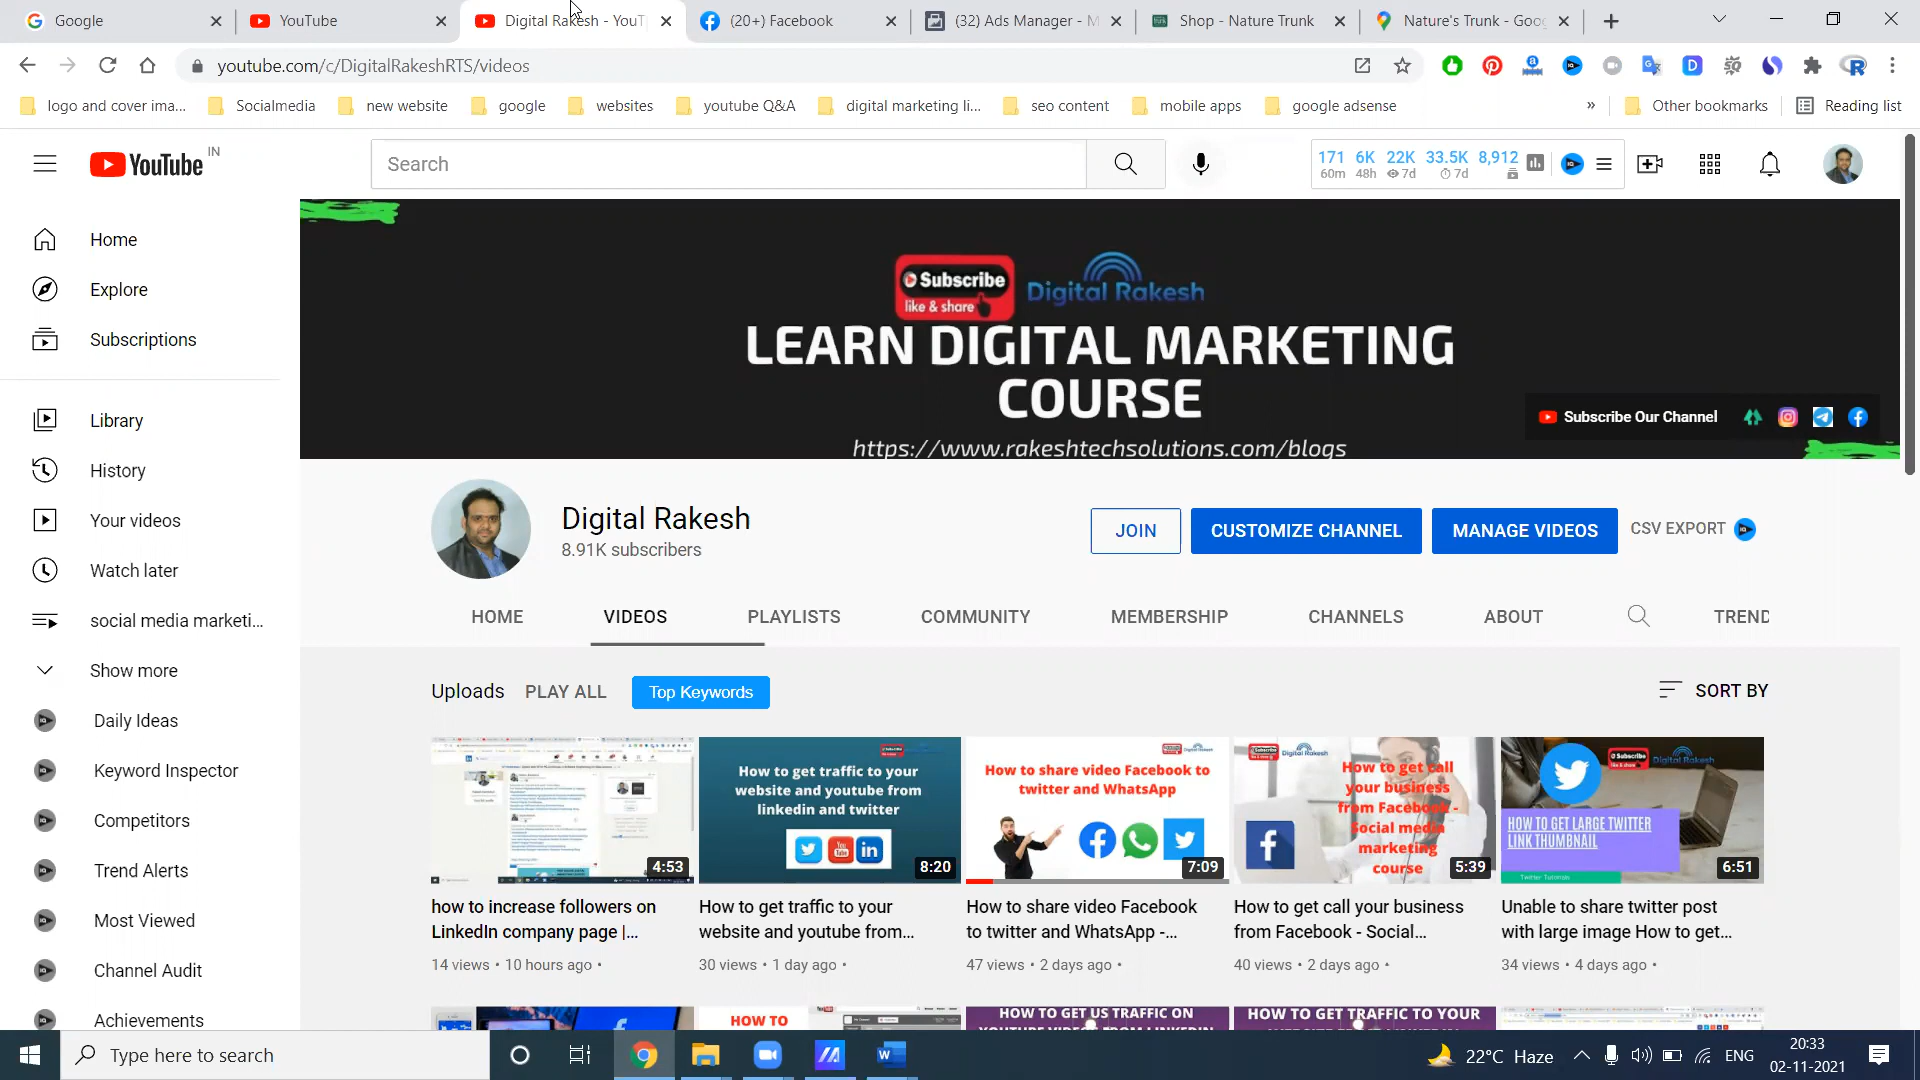 Google
YouTube
Digital Rakesh - YouT
(20+) Facebook
(32) Ads Manager - M
Shop - Nature Trunk
Nature's Trunk - Goog
youtube.com/c/DigitalRakeshRTS/videos
logo and cover ima...
Socialmedia
new website
google
websites
youtube Q&A
digital marketing li...
seo content
mobile apps
google adsense
»
Other bookmarks
Reading list
YouTube IN
Search
171 6K 22K 33.5K 8,912
60m 48h 7d 7d
Home
Explore
Subscriptions
Library
History
Your videos
Watch later
social media marketi...
Show more
Daily Ideas
Keyword Inspector
Competitors
Trend Alerts
Most Viewed
Channel Audit
Achievements
Subscribe
like & share
Digital Rakesh
LEARN DIGITAL MARKETING
COURSE
https://www.rakeshtechsolutions.com/blogs
Subscribe Our Channel
Digital Rakesh
8.91K subscribers
JOIN
CUSTOMIZE CHANNEL
MANAGE VIDEOS
CSV EXPORT
HOME
VIDEOS
PLAYLISTS
COMMUNITY
MEMBERSHIP
CHANNELS
ABOUT
TREND
Uploads
PLAY ALL
Top Keywords
SORT BY
4:53
how to increase followers on
LinkedIn company page |...
14 views • 10 hours ago •
How to get traffic to your
website and youtube from
linkedin and twitter
8:20
How to get traffic to your
website and youtube from...
30 views • 1 day ago •
How to share video Facebook to
twitter and WhatsApp
7:09
How to share video Facebook
to twitter and WhatsApp -...
47 views • 2 days ago •
Subscribe
Digital Rakesh
How to get call
your business
from Facebook -
Social media
marketing
course
5:39
How to get call your business
from Facebook - Social...
40 views • 2 days ago •
Subscribe
Digital Rakesh
HOW TO GET LARGE TWITTER
LINK THUMBNAIL
Twitter Tutorials
6:51
Unable to share twitter post
with large image How to get...
34 views • 4 days ago •
HOW TO
HOW TO GET US TRAFFIC ON
YOUTUBE VIDEOS FROM LINKEDIN
HOW TO GET TRAFFIC TO YOUR
Type here to search
22°C Haze
ENG
20:33
02-11-2021